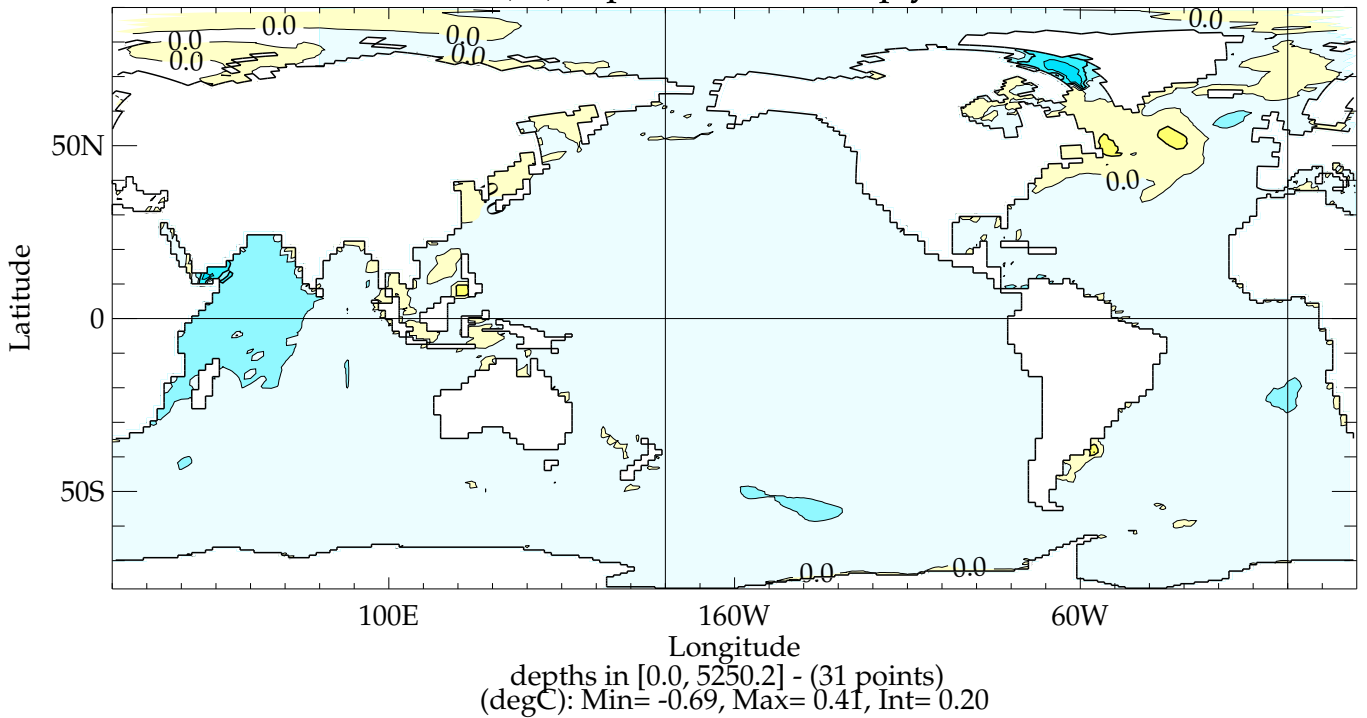 0.0
0.0
0.0
0.0
0.0
0.0
50N
0.0
Latitude
0
50S
0.0
0.0
100E
160W
60W
Longitude
depths in [0.0, 5250.2] - (31 points)
(degC): Min= -0.69, Max= 0.41, Int= 0.20